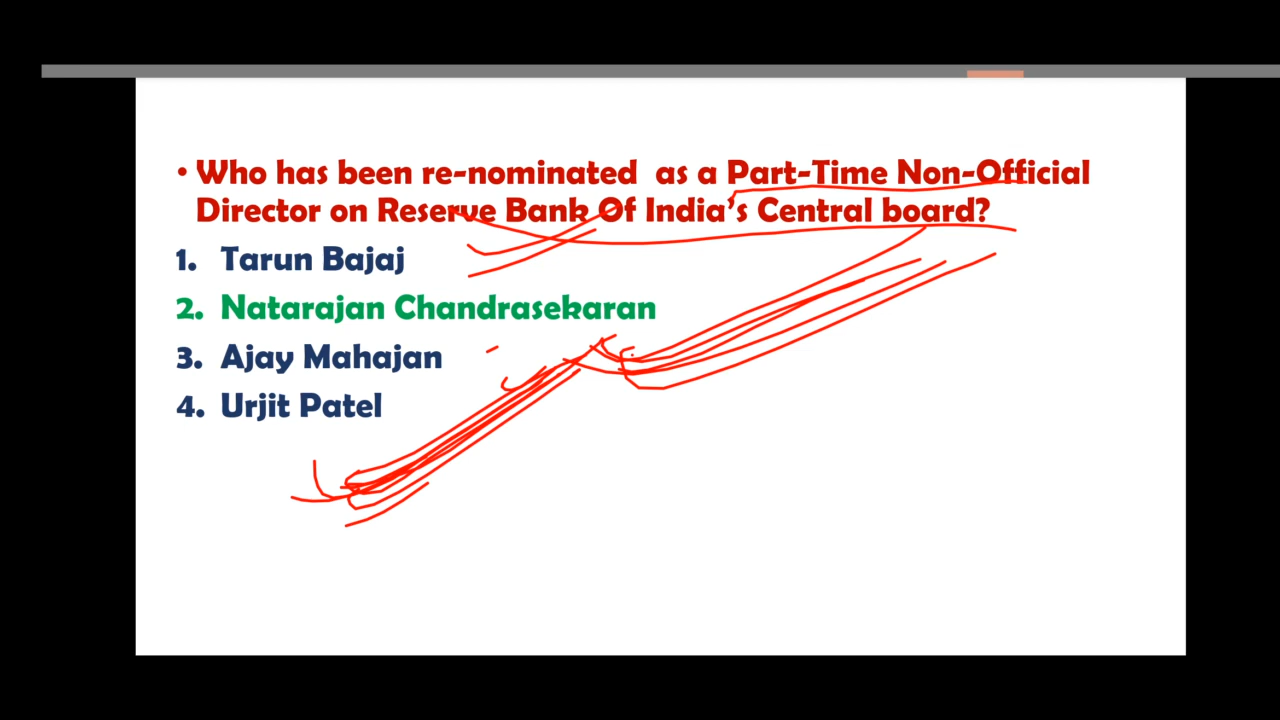 • Who has been re-nominated as a Part-Time Non-Official
Director on Reserve Bank Of India's Central board?
1. Tarun Bajaj
2. Natarajan Chandrasekaran
3. Ajay Mahajan
4. Urjit Patel